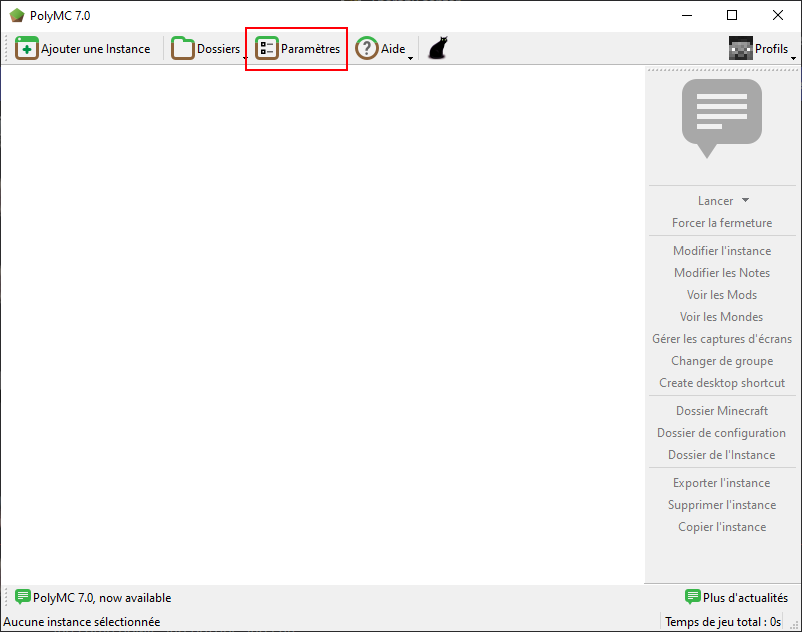 PolyMC 7.0
Ajouter une Instance Dossiers Paramètres Aide Profils
Lancer
Forcer la fermeture
Modifier l'instance
Modifier les Notes
Voir les Mods
Voir les Mondes
Gérer les captures d'écrans
Changer de groupe
Create desktop shortcut
Dossier Minecraft
Dossier de configuration
Dossier de l'Instance
Exporter l'instance
Supprimer l'instance
Copier l'instance
PolyMC 7.0, now available Plus d'actualités
Aucune instance sélectionnée Temps de jeu total : 0s